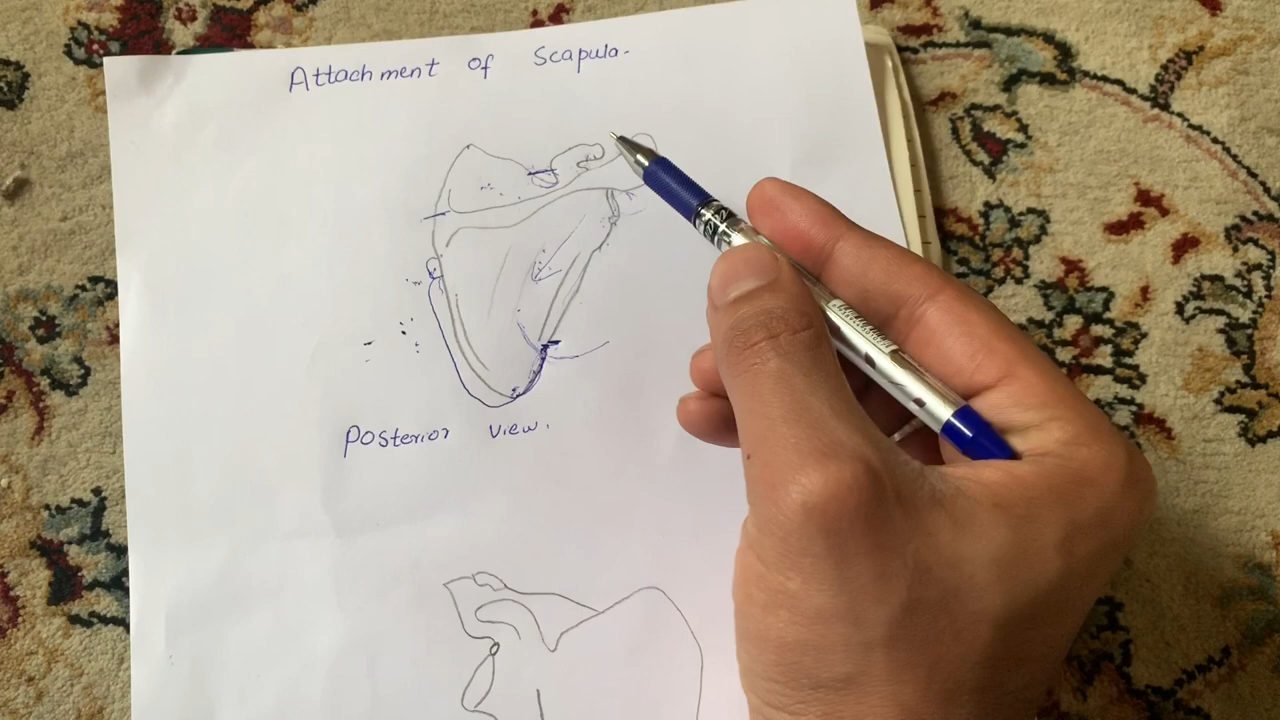 Attachment of Scapula.
Posterior View.